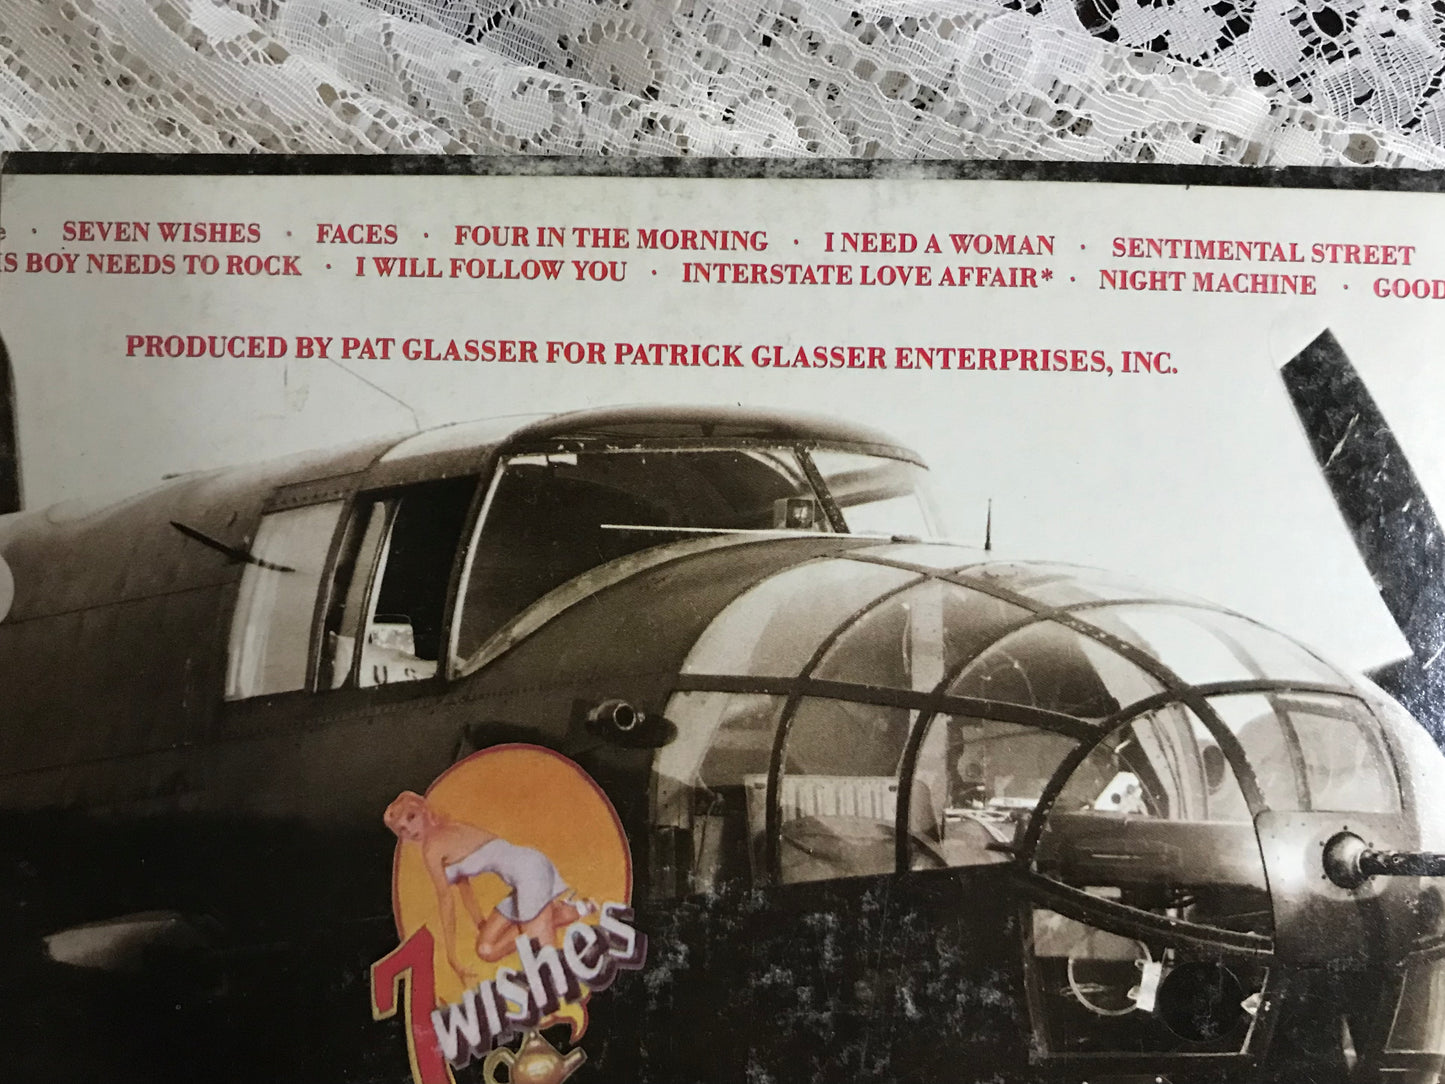 · SEVEN WISHES · FACES · FOUR IN THE MORNING · I NEED A WOMAN · SENTIMENTAL STREET
BOY NEEDS TO ROCK · I WILL FOLLOW YOU · INTERSTATE LOVE AFFAIR* · NIGHT MACHINE · GOOD
PRODUCED BY PAT GLASSER FOR PATRICK GLASSER ENTERPRISES, INC.
7
wishes